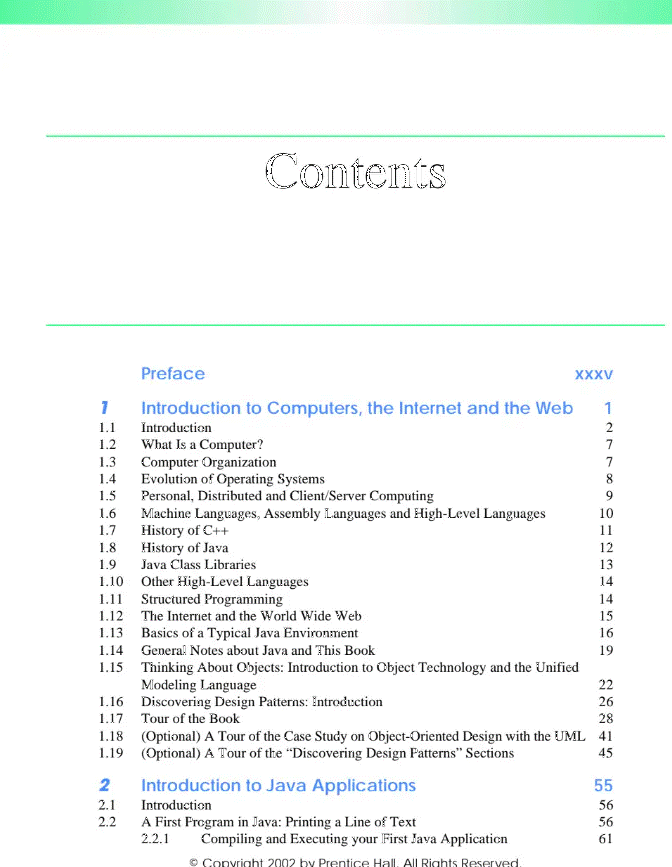 Contents
Preface xxxv
1 Introduction to Computers, the Internet and the Web 1
1.1 Introduction 2
1.2 What Is a Computer? 7
1.3 Computer Organization 7
1.4 Evolution of Operating Systems 8
1.5 Personal, Distributed and Client/Server Computing 9
1.6 Machine Languages, Assembly Languages and High-Level Languages 10
1.7 History of C++ 11
1.8 History of Java 12
1.9 Java Class Libraries 13
1.10 Other High-Level Languages 14
1.11 Structured Programming 14
1.12 The Internet and the World Wide Web 15
1.13 Basics of a Typical Java Environment 16
1.14 General Notes about Java and This Book 19
1.15 Thinking About Objects: Introduction to Object Technology and the Unified
Modeling Language 22
1.16 Discovering Design Patterns: Introduction 26
1.17 Tour of the Book 28
1.18 (Optional) A Tour of the Case Study on Object-Oriented Design with the UML 41
1.19 (Optional) A Tour of the “Discovering Design Patterns” Sections 45
2 Introduction to Java Applications 55
2.1 Introduction 56
2.2 A First Program in Java: Printing a Line of Text 56
2.2.1 Compiling and Executing your First Java Application 61
© Copyright 2002 by Prentice Hall. All Rights Reserved.